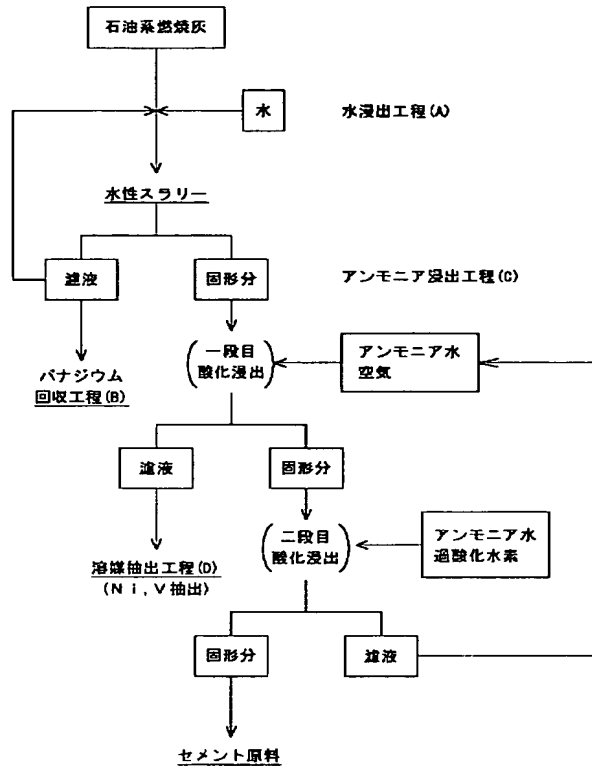 石油系燃焼灰
水
水浸出工程(A)
水性スラリー
濾液
固形分
アンモニア浸出工程(C)
一段目
酸化浸出
アンモニア水
空気
バナジウム
回収工程(B)
濾液
固形分
二段目
酸化浸出
アンモニア水
過酸化水素
溶媒抽出工程(D)
(Ni,V抽出)
固形分
濾液
セメント原料